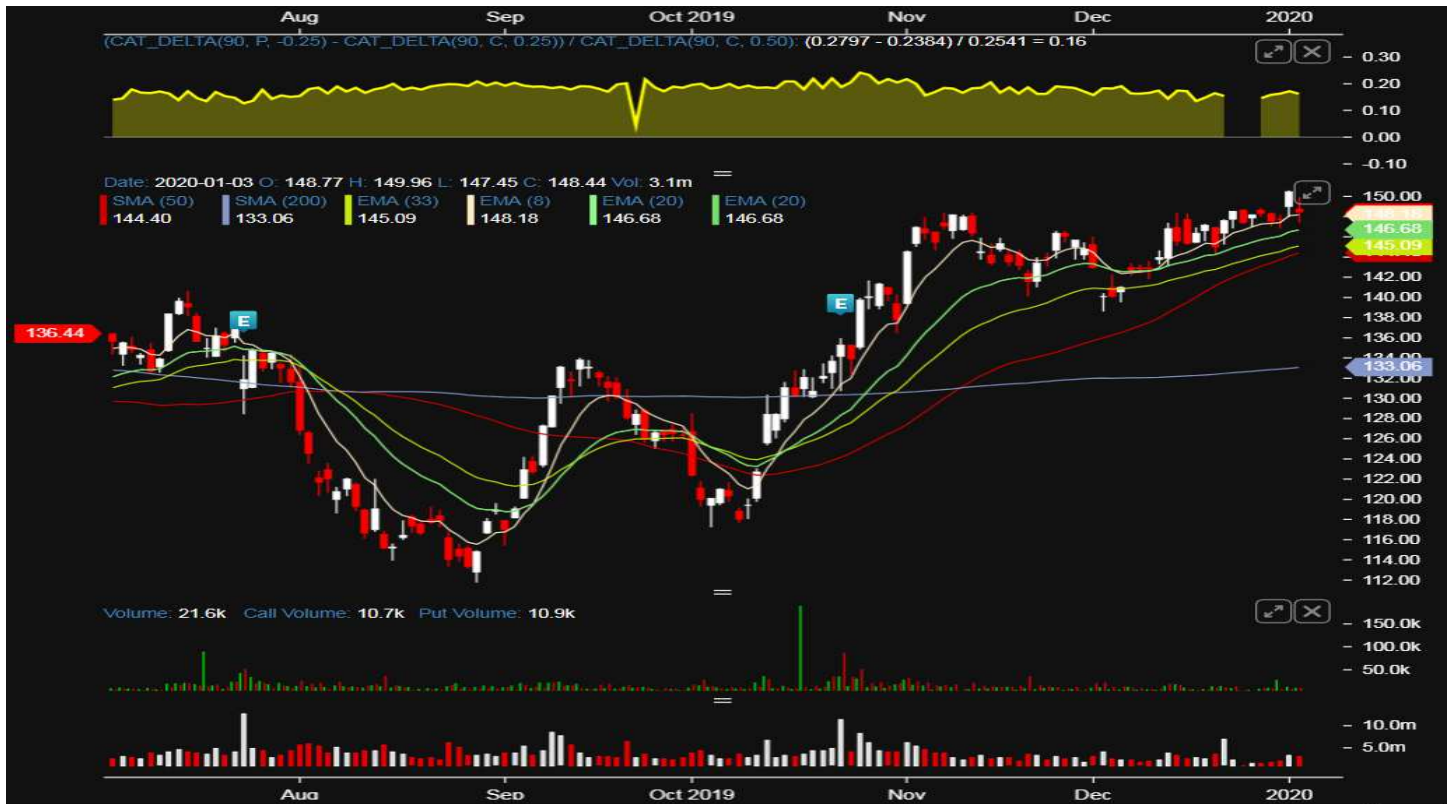 Aug Sep Oct 2019 Nov Dec 2020
(CAT_DELTA(90, P, -0.25) - CAT_DELTA(90, C, 0.25)) / CAT_DELTA(90, C, 0.50): (0.2797 - 0.2384) / 0.2541 = 0.16
0.30
0.20
0.10
0.00
-0.10
Date: 2020-01-03 O: 148.77 H: 149.96 L: 147.45 C: 148.44 Vol: 3.1m
SMA (50) SMA (200) EMA (33) EMA (8) EMA (20) EMA (20)
144.40 133.06 145.09 148.18 146.68 146.68
150.00
148.18
146.68
145.09
142.00
140.00
E
E
138.00
136.44
136.00
134.00
133.06
132.00
130.00
128.00
126.00
124.00
122.00
120.00
118.00
116.00
114.00
112.00
Volume: 21.6k Call Volume: 10.7k Put Volume: 10.9k
150.0k
100.0k
50.0k
10.0m
5.0m
Aug Sep Oct 2019 Nov Dec 2020